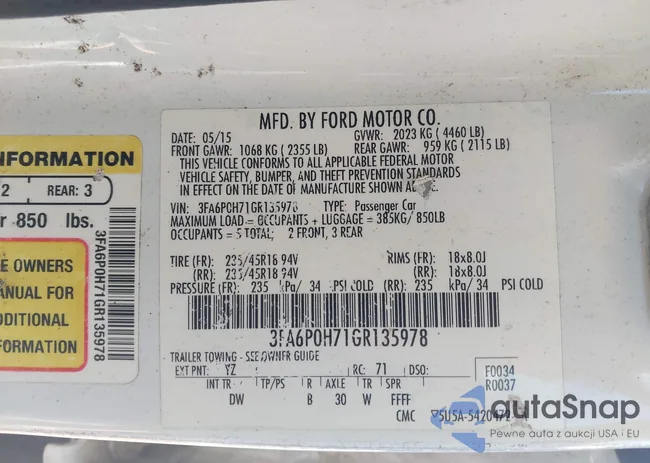 NFORMATION
2 REAR: 3
r 850 lbs.
E OWNERS
ANUAL FOR
DDITIONAL
FORMATION
3FA6P0H71GR135978
MFD. BY FORD MOTOR CO.
DATE: 05/15 GVWR: 2023 KG ( 4460 LB)
FRONT GAWR: 1068 KG ( 2355 LB) REAR GAWR: 959 KG ( 2115 LB)
THIS VEHICLE CONFORMS TO ALL APPLICABLE FEDERAL MOTOR
VEHICLE SAFETY, BUMPER, AND THEFT PREVENTION STANDARDS
IN EFFECT ON THE DATE OF MANUFACTURE SHOWN
VIN: 3FA6P0H71GR135978 TYPE: Passenger Car
MAXIMUM LOAD = OCCUPANTS + LUGGAGE = 385KG/ 850LB
OCCUPANTS = 5 TOTAL; 2 FRONT, 3 REAR
TIRE (FR): 235/45R18 94V RIMS (FR): 18x8.0J
(RR): 235/45R18 94V (RR): 18x8.0J
PRESSURE (FR): 235 kPa/ 34 PSI COLD (RR): 235 kPa/ 34 PSI COLD
3FA6P0H71GR135978
TRAILER TOWING - SEE OWNER GUIDE
EXT PNT: YZ RC: 71 DSO: F0034
INT TR TP/PS R AXLE TR SPR R0037
DW B 30 W FFFF
CMC
autoSnap
Pewne auta z aukcji USA i EU